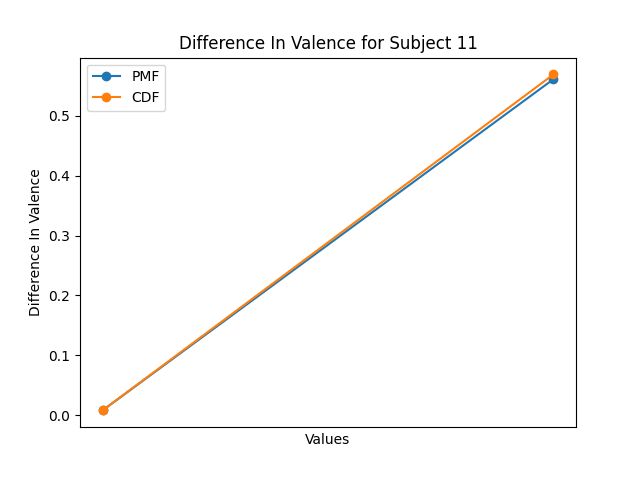 Difference In Valence for Subject 11
PMF
CDF
0.5
0.4
0.3
0.2
0.1
0.0
Difference In Valence
Values